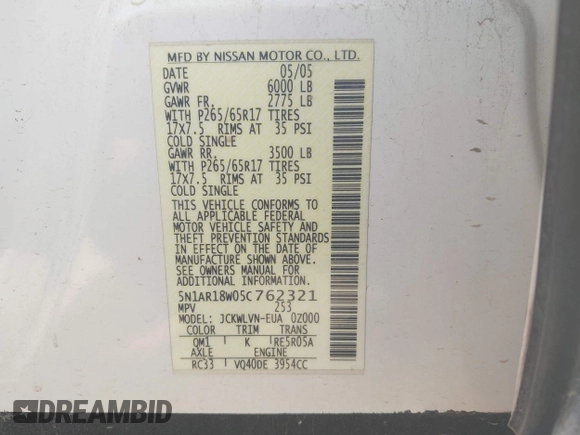 MFD BY NISSAN MOTOR CO., LTD.
DATE 05/05
GVWR 6000 LB
GAWR FR. 2775 LB
WITH P265/65R17 TIRES
17X7.5 RIMS AT 35 PSI
COLD SINGLE
GAWR RR. 3500 LB
WITH P265/65R17 TIRES
17X7.5 RIMS AT 35 PSI
COLD SINGLE
THIS VEHICLE CONFORMS TO
ALL APPLICABLE FEDERAL
MOTOR VEHICLE SAFETY AND
THEFT PREVENTION STANDARDS
IN EFFECT ON THE DATE OF
MANUFACTURE SHOWN ABOVE.
SEE OWNERS MANUAL FOR
ADDITIONAL INFORMATION.
5N1AR18W05C762321
MPV 253
MODEL JCKWLVN-EUA 0Z000
COLOR TRIM TRANS
QM1 K RE5R05A
AXLE ENGINE
RC33 VQ40DE 3954CC
DREAMBID